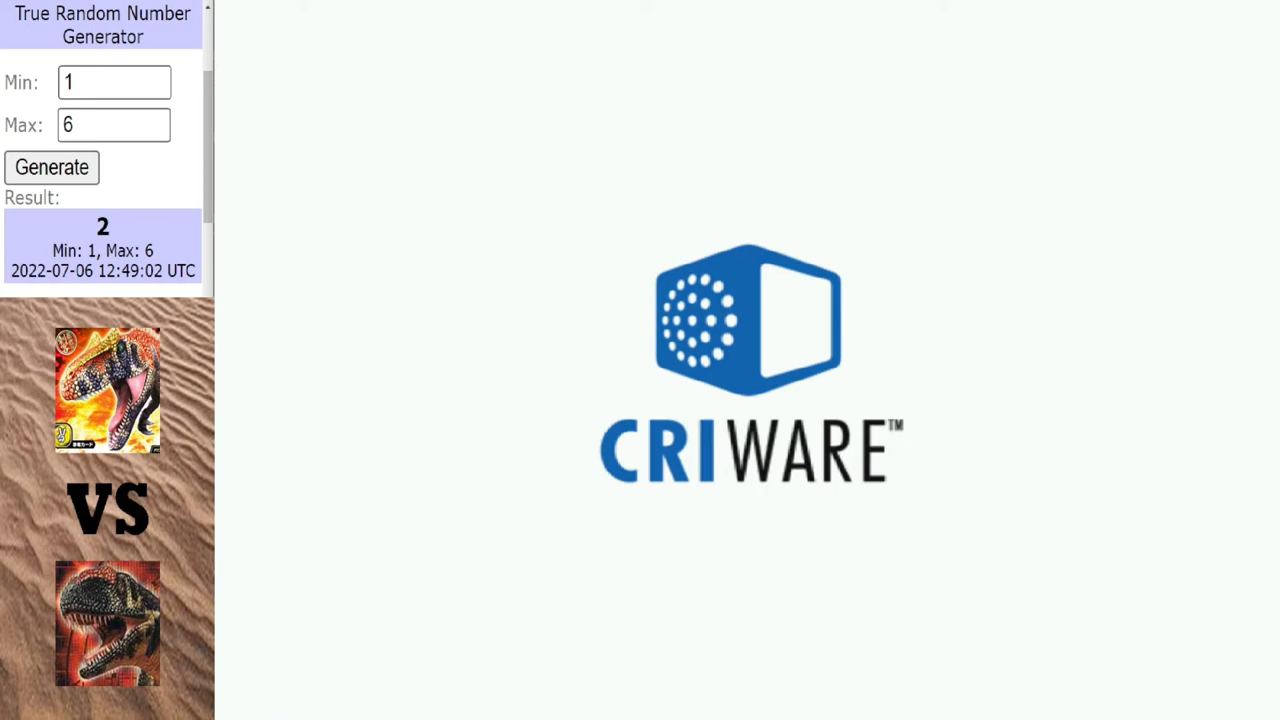 True Random Number
Generator
Min: 1
Max: 6
Generate
Result:
2
Min: 1, Max: 6
2022-07-06 12:49:02 UTC
VS
CRIWARE™